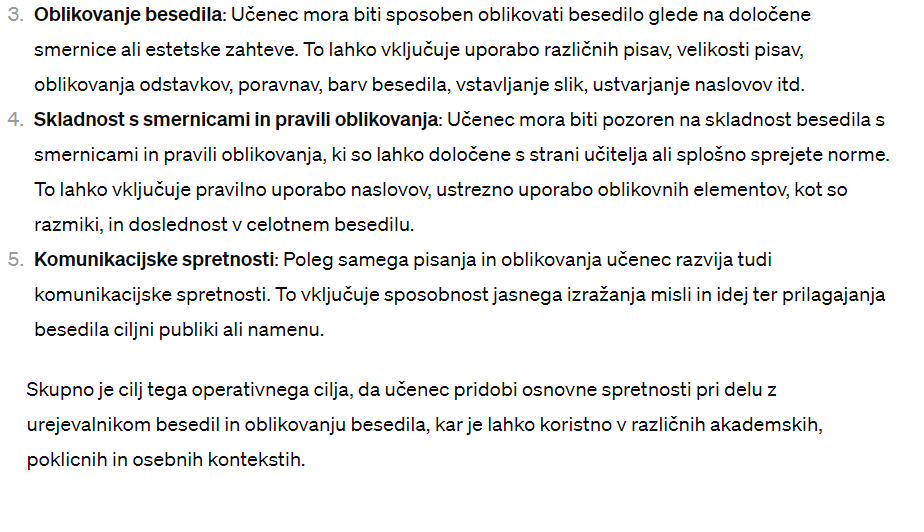 3. Oblikovanje besedila: Učenec mora biti sposoben oblikovati besedilo glede na določene
smernice ali estetske zahteve. To lahko vključuje uporabo različnih pisav, velikosti pisav,
oblikovanja odstavkov, poravnav, barv besedila, vstavljanje slik, ustvarjanje naslovov itd.
4. Skladnost s smernicami in pravili oblikovanja: Učenec mora biti pozoren na skladnost besedila s
smernicami in pravili oblikovanja, ki so lahko določene s strani učitelja ali splošno sprejete norme.
To lahko vključuje pravilno uporabo naslovov, ustrezno uporabo oblikovnih elementov, kot so
razmiki, in doslednost v celotnem besedilu.
5. Komunikacijske spretnosti: Poleg samega pisanja in oblikovanja učenec razvija tudi
komunikacijske spretnosti. To vključuje sposobnost jasnega izražanja misli in idej ter prilagajanja
besedila ciljni publiki ali namenu.
Skupno je cilj tega operativnega cilja, da učenec pridobi osnovne spretnosti pri delu z
urejevalnikom besedil in oblikovanju besedila, kar je lahko koristno v različnih akademskih,
poklicnih in osebnih kontekstih.